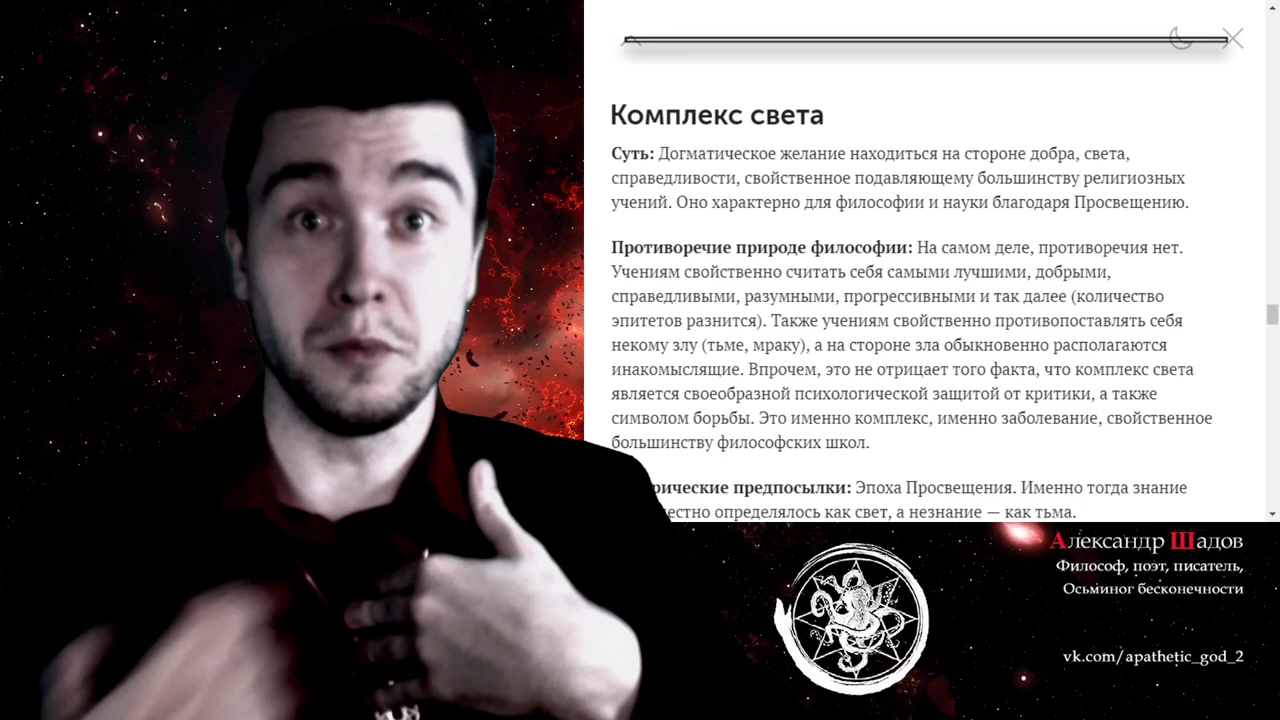 Комплекс света
Суть: Догматическое желание находиться на стороне добра, света,
справедливости, свойственное подавляющему большинству религиозных
учений. Оно характерно для философии и науки благодаря Просвещению.
Противоречие природе философии: На самом деле, противоречия нет.
Учениям свойственно считать себя самыми лучшими, добрыми,
справедливыми, разумными, прогрессивными и так далее (количество
эпитетов разнится). Также учениям свойственно противопоставлять себя
некому злу (тьме, мраку), а на стороне зла обыкновенно располагаются
инакомыслящие. Впрочем, это не отрицает того факта, что комплекс света
является своеобразной психологической защитой от критики, а также
символом борьбы. Это именно комплекс, именно заболевание, свойственное
большинству философских школ.
предпосылки: Эпоха Просвещения. Именно тогда знание
определялось как свет, а незнание — как тьма.
Александр Шадов
Философ, поэт, писатель,
Осьминог бесконечности
vk.com/apathetic_god_2